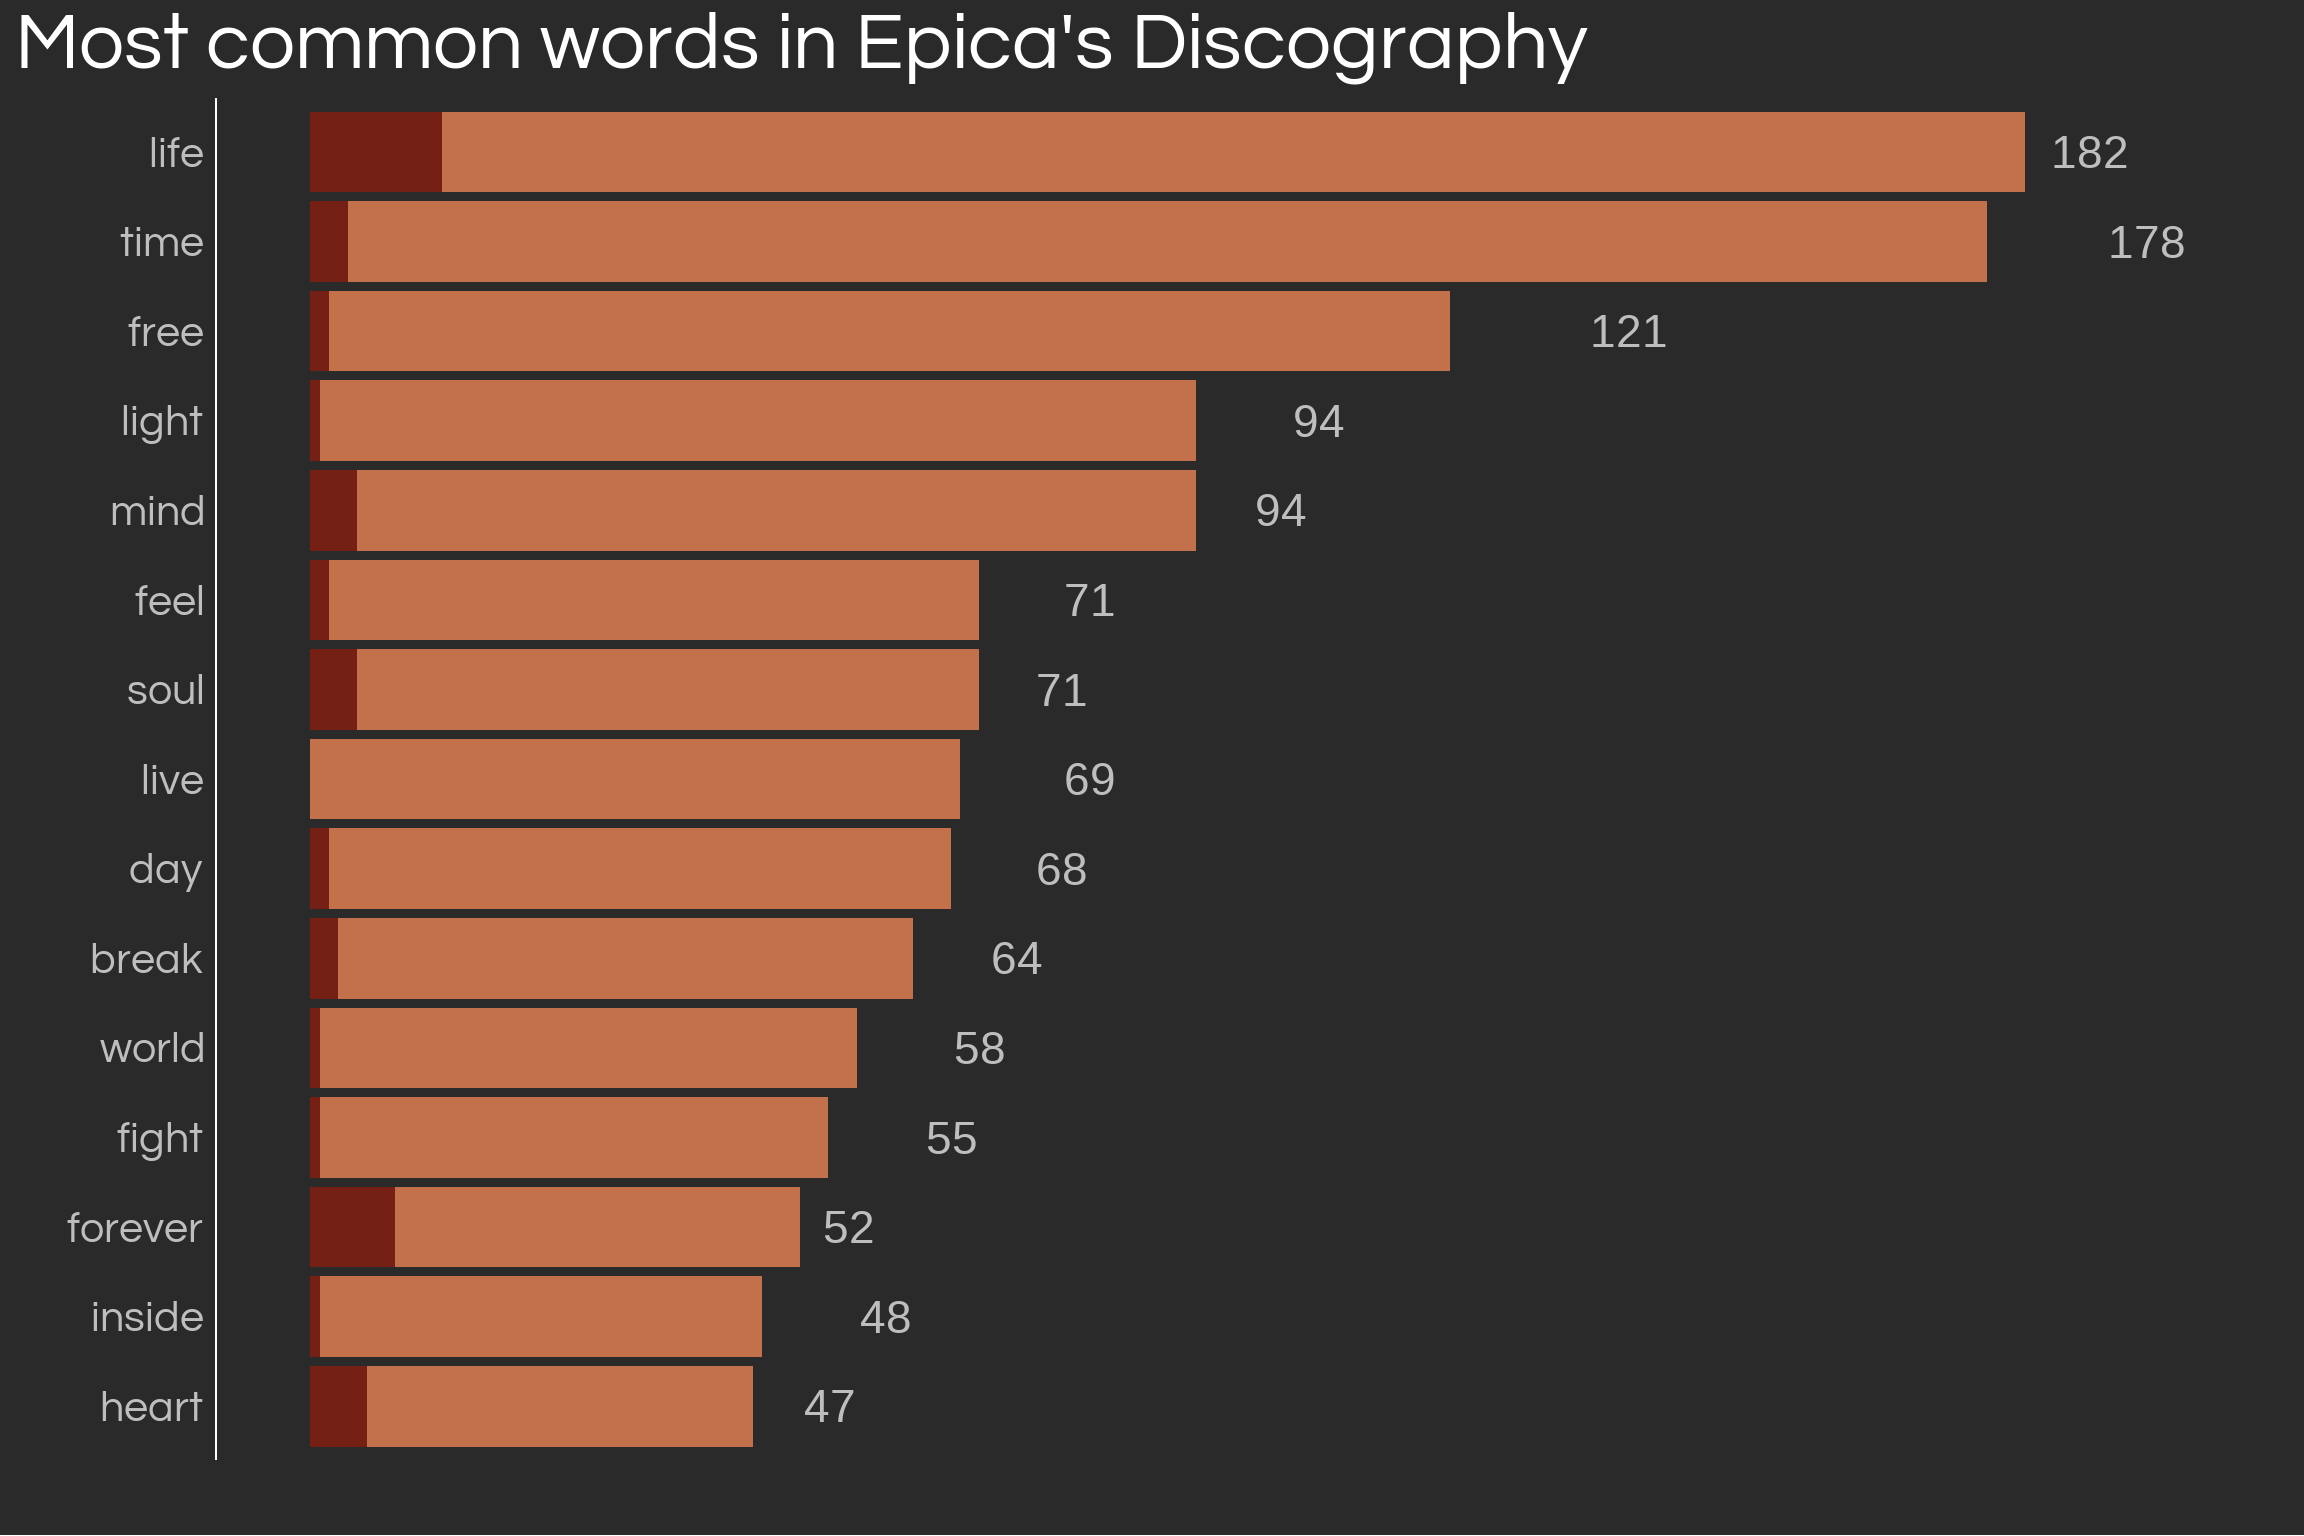 Most common words in Epica's Discography
life 182
time 178
free 121
light 94
mind 94
feel 71
soul 71
live 69
day 68
break 64
world 58
fight 55
forever 52
inside 48
heart 47